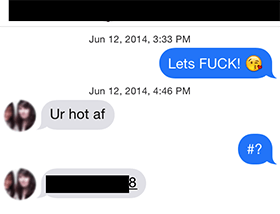 Jun 12, 2014, 3:33 PM
Lets FUCK! 😘
Jun 12, 2014, 4:46 PM
Ur hot af
#?
8